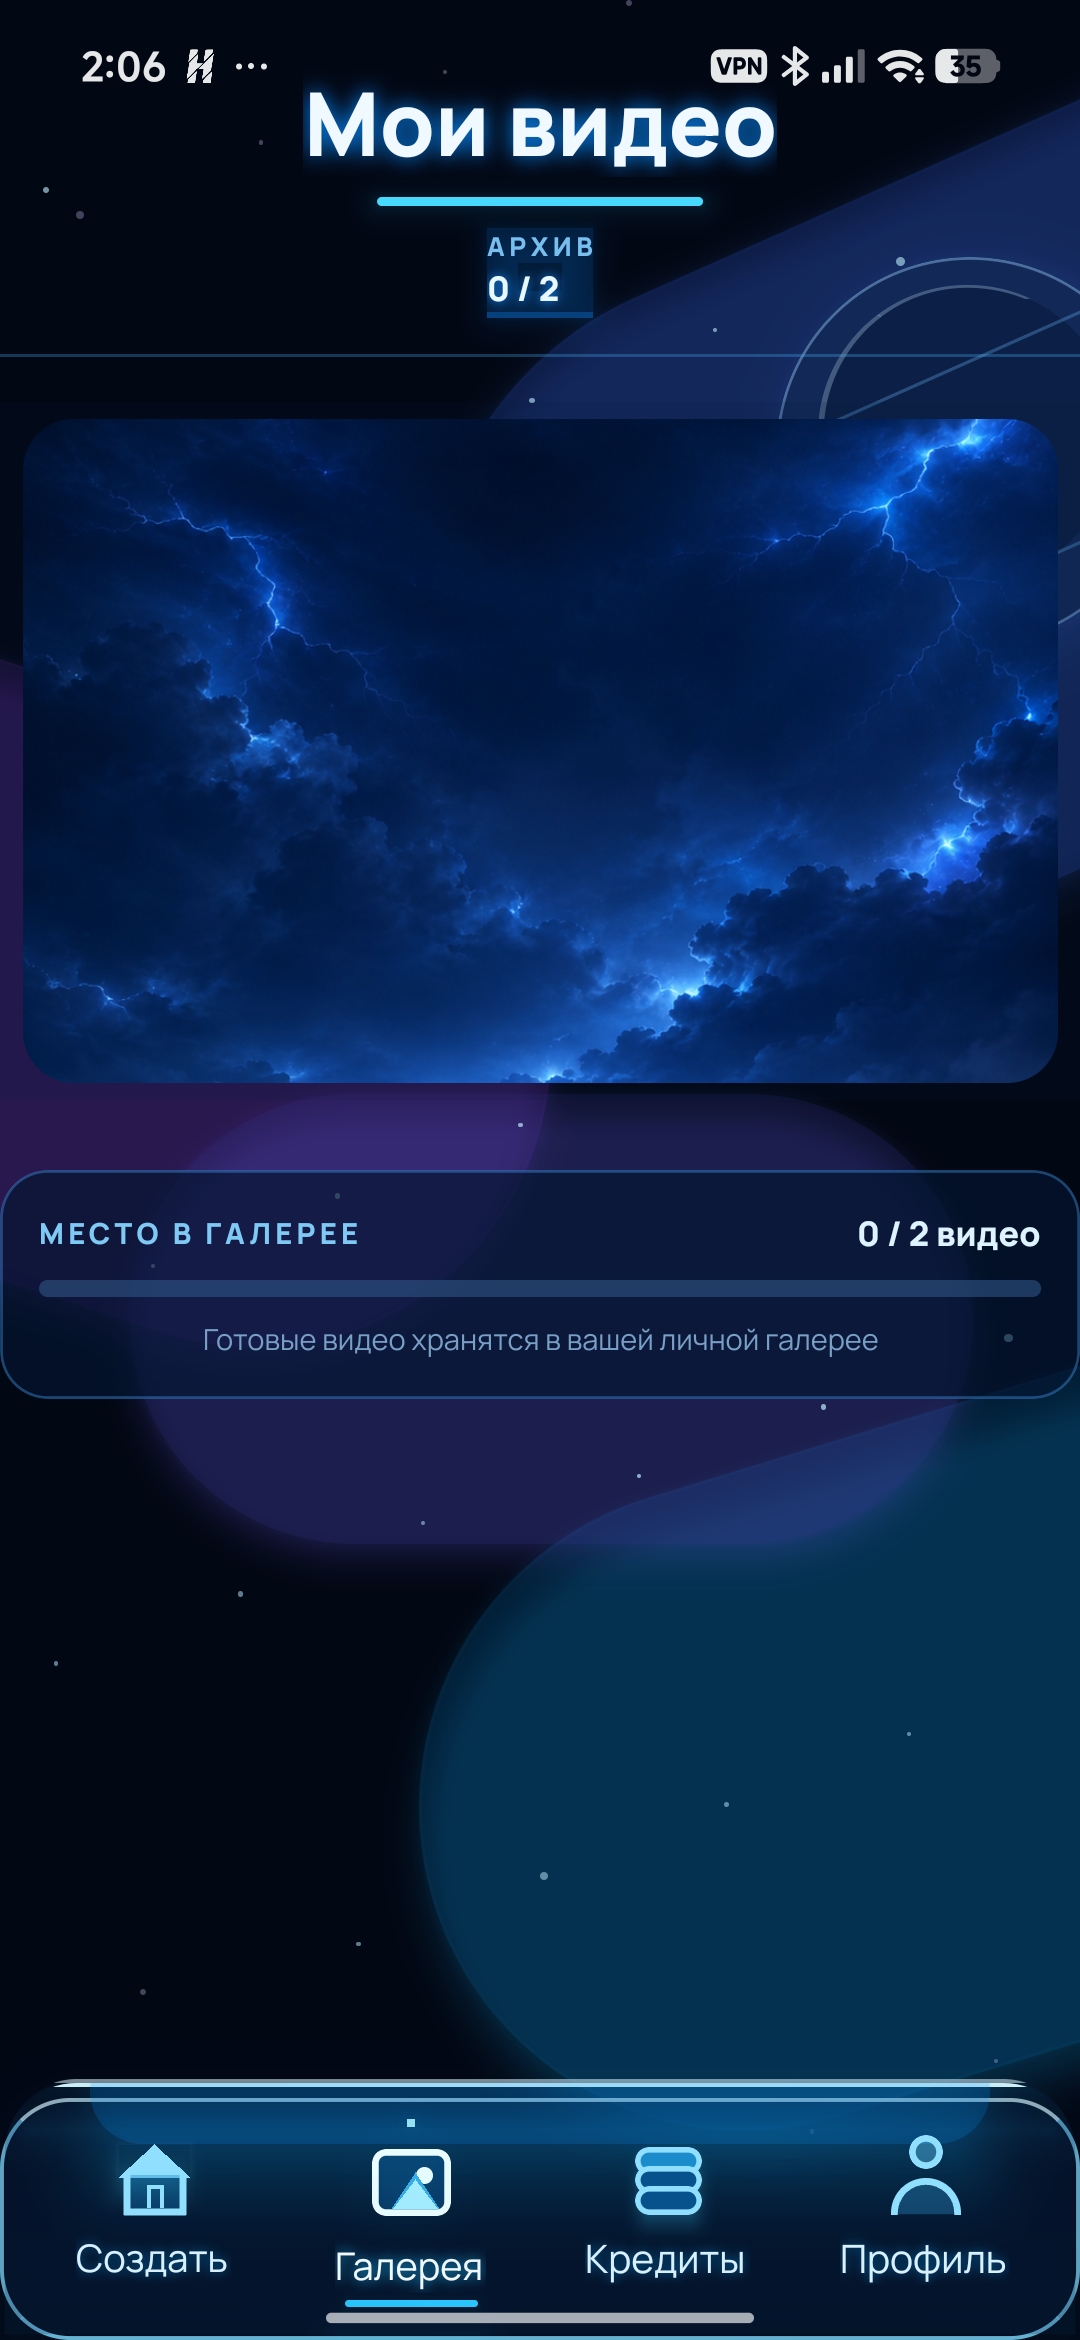 2:06 ... VPN 35
Мои видео
АРХИВ
0 / 2
МЕСТО В ГАЛЕРЕЕ 0 / 2 видео
Готовые видео хранятся в вашей личной галерее
Создать Галерея Кредиты Профиль